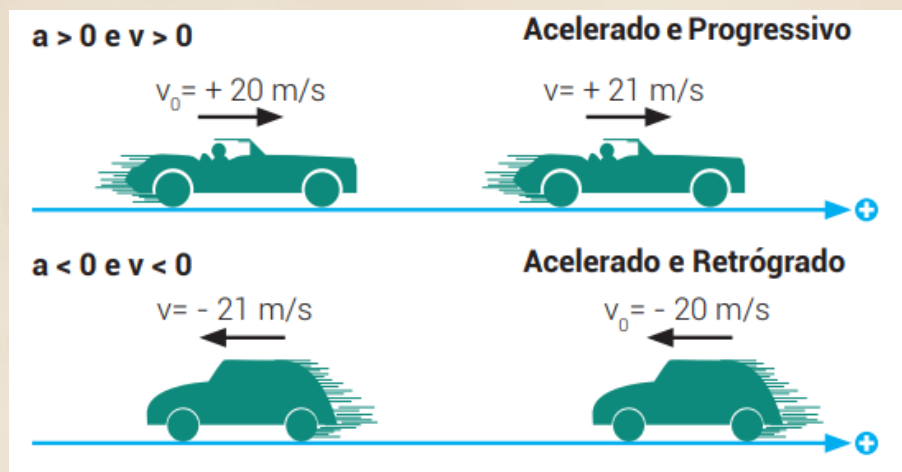 a > 0 e v > 0
Acelerado e Progressivo
v₀= + 20 m/s
v= + 21 m/s
+
a < 0 e v < 0
Acelerado e Retrógrado
v= - 21 m/s
v₀= - 20 m/s
+